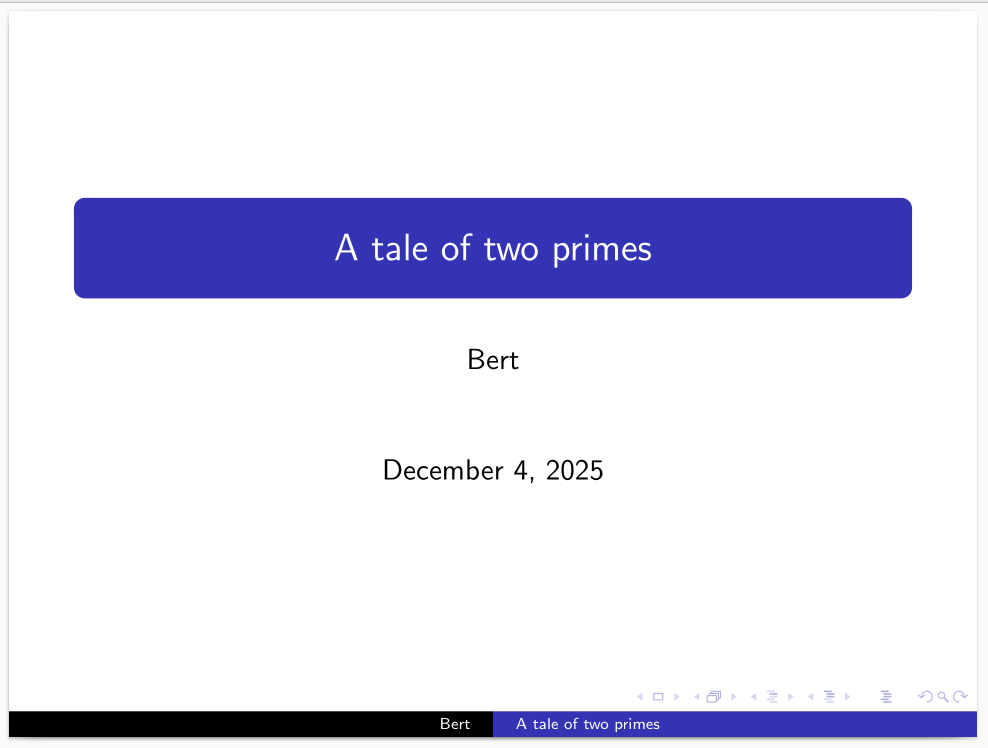 A tale of two primes
Bert
December 4, 2025
Bert A tale of two primes